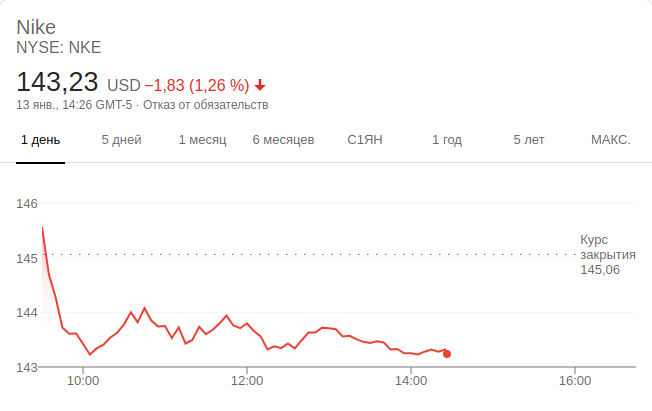 Nike
NYSE: NKE
143,23 USD −1,83 (1,26 %)
13 янв., 14:26 GMT-5 · Отказ от обязательств
1 день 5 дней 1 месяц 6 месяцев С1ЯН 1 год 5 лет МАКС.
146
Курс
145 закрытия
145,06
144
143
10:00 12:00 14:00 16:00